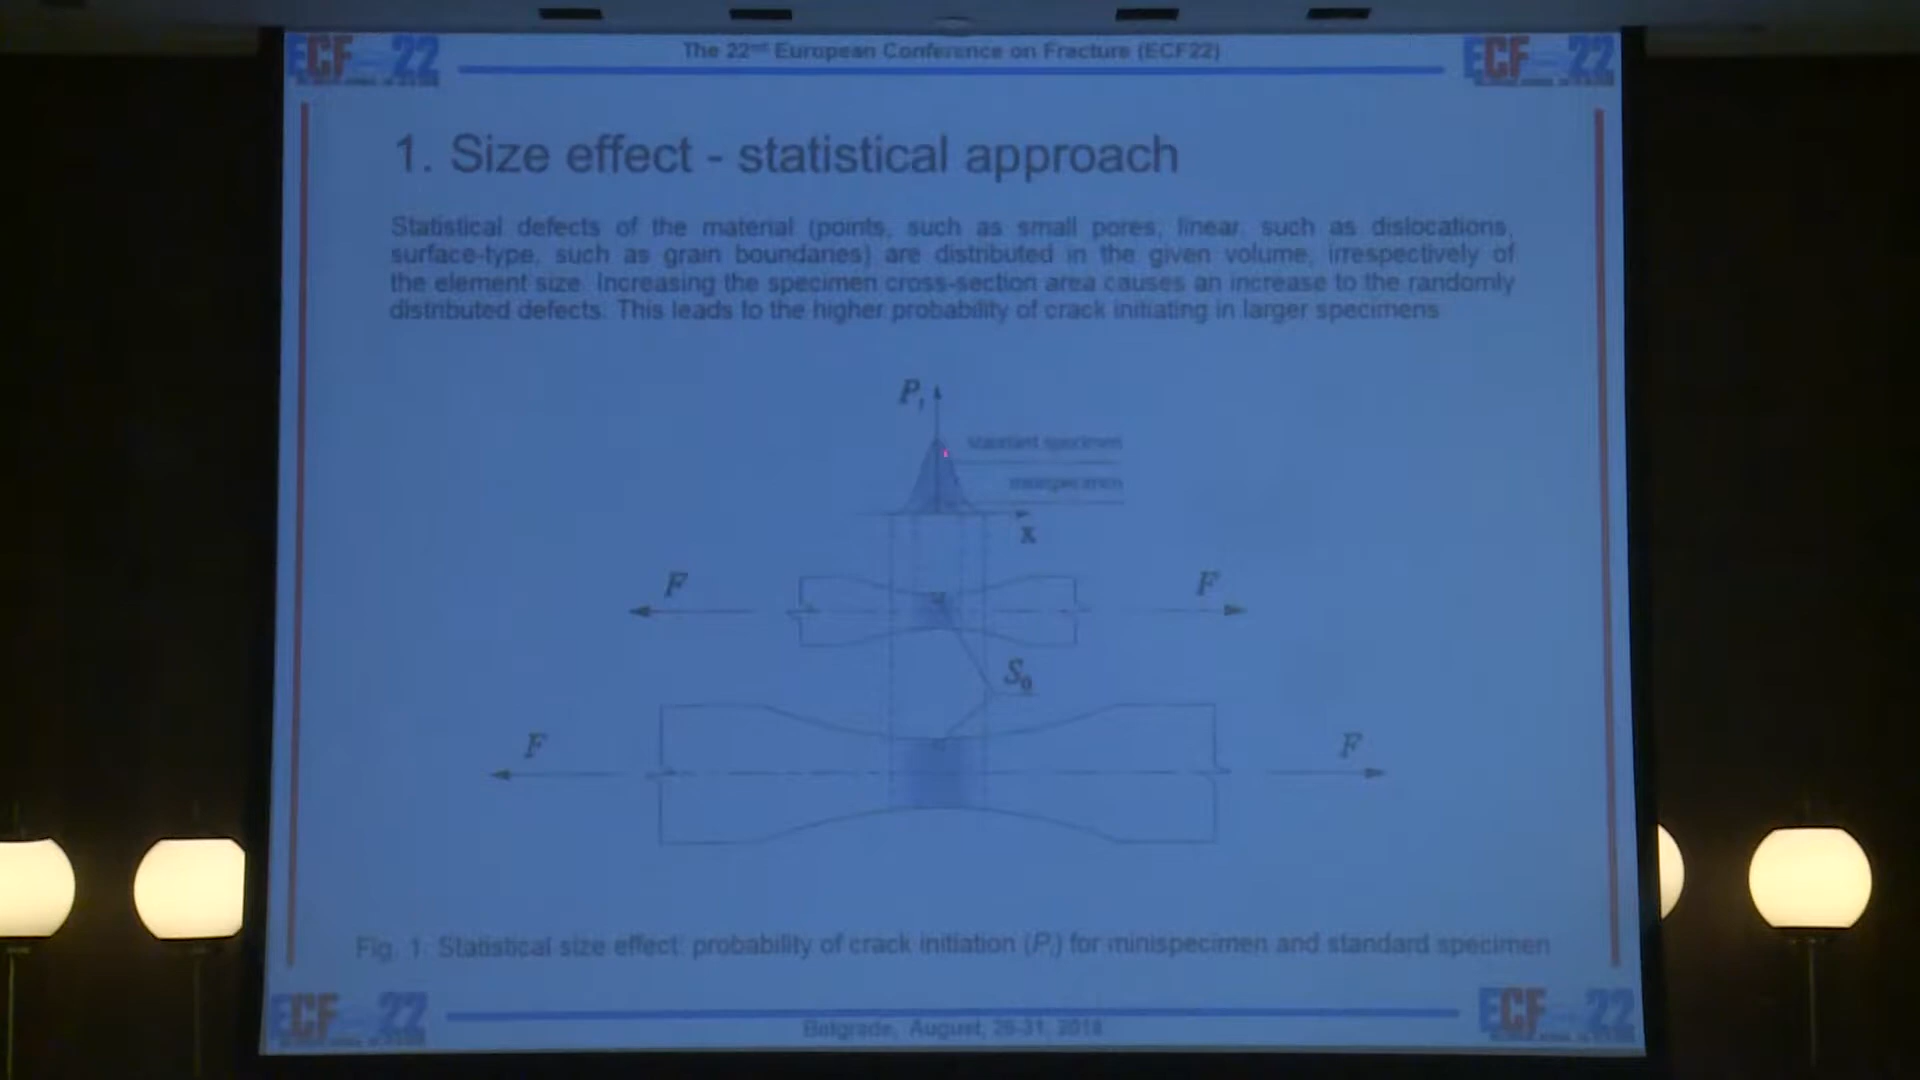 ECF 22
The 22nd European Conference on Fracture (ECF22)
ECF 22
1. Size effect - statistical approach
Statistical defects of the material (points, such as small pores, linear, such as dislocations,
surface-type, such as grain boundaries) are distributed in the given volume, irrespectively of
the element size. Increasing the specimen cross-section area causes an increase to the randomly
distributed defects. This leads to the higher probability of crack initiating in larger specimens
Pi
standard specimen
minispecimen
x
F
F
S0
F
F
Fig. 1. Statistical size effect: probability of crack initiation (Pi) for minispecimen and standard specimen
ECF 22
Belgrade, August, 26-31, 2018
ECF 22